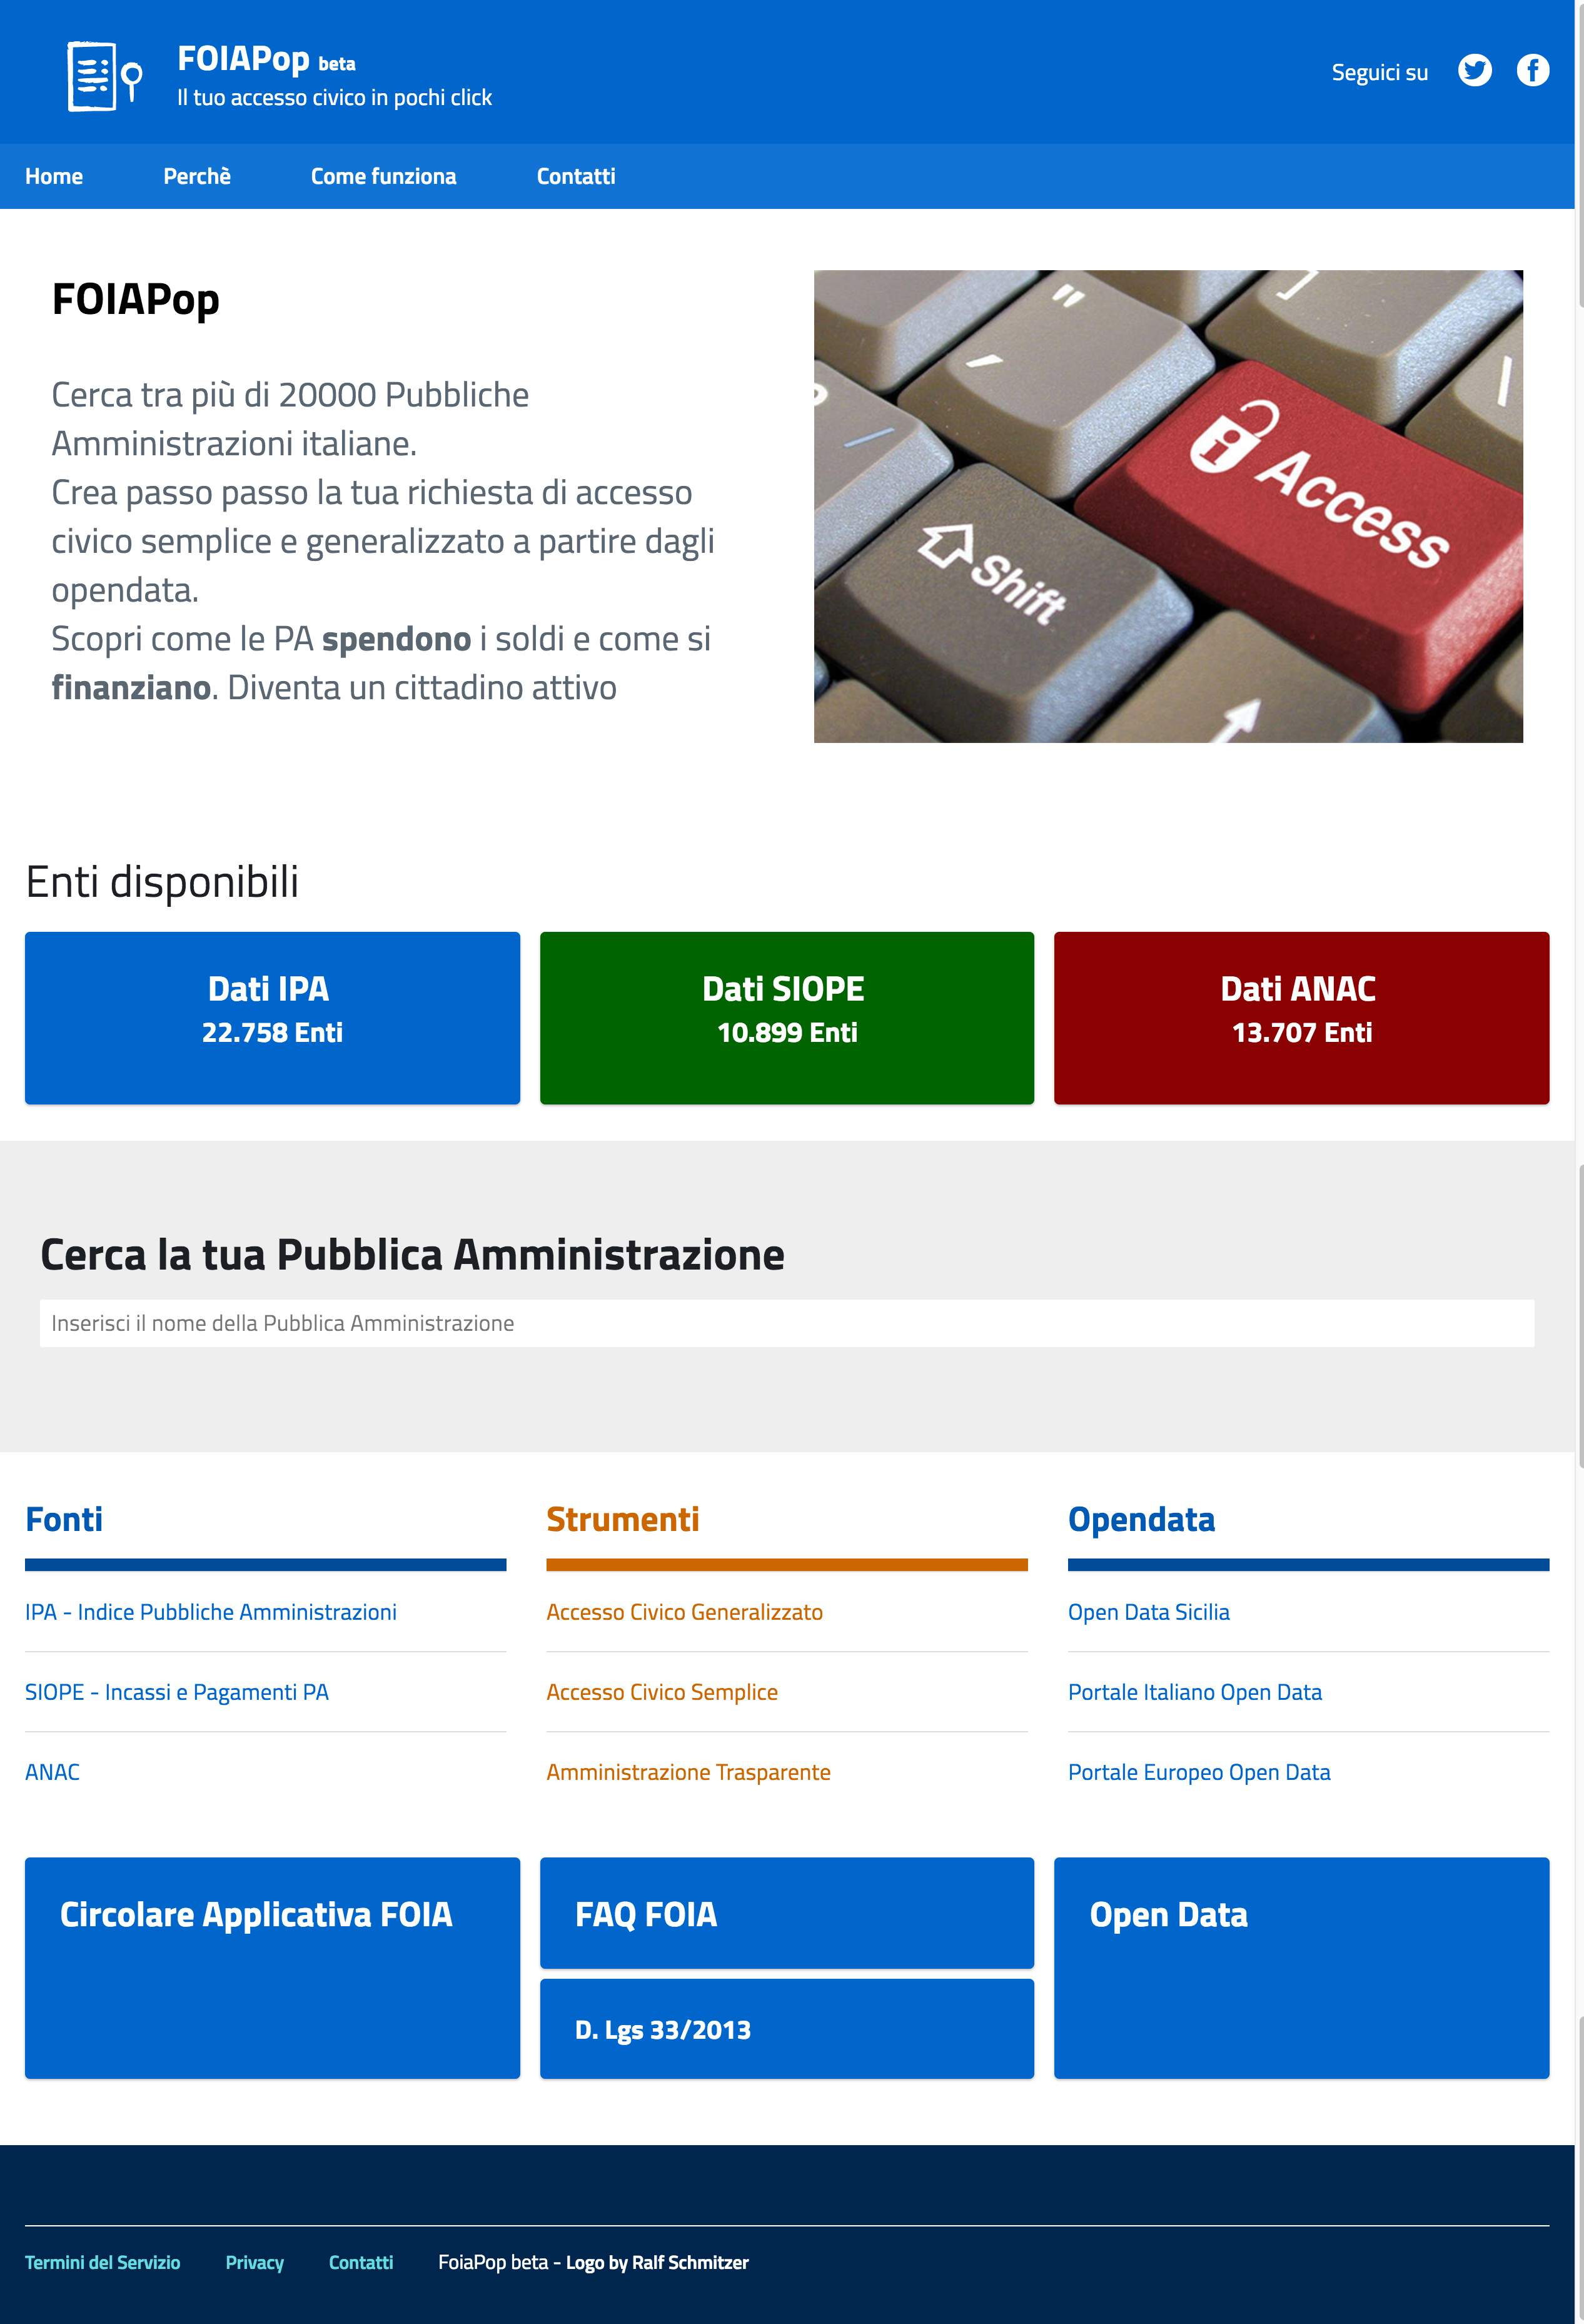 FOIAPop beta
Il tuo accesso civico in pochi click
Seguici su
Home
Perchè
Come funziona
Contatti
FOIAPop
Cerca tra più di 20000 Pubbliche
Amministrazioni italiane.
Crea passo passo la tua richiesta di accesso
civico semplice e generalizzato a partire dagli
opendata.
Scopri come le PA spendono i soldi e come si
finanziano. Diventa un cittadino attivo
"
'
]
Access
Shift
Enti disponibili
Dati IPA
22.758 Enti
Dati SIOPE
10.899 Enti
Dati ANAC
13.707 Enti
Cerca la tua Pubblica Amministrazione
Inserisci il nome della Pubblica Amministrazione
Fonti
IPA - Indice Pubbliche Amministrazioni
SIOPE - Incassi e Pagamenti PA
ANAC
Strumenti
Accesso Civico Generalizzato
Accesso Civico Semplice
Amministrazione Trasparente
Opendata
Open Data Sicilia
Portale Italiano Open Data
Portale Europeo Open Data
Circolare Applicativa FOIA
FAQ FOIA
D. Lgs 33/2013
Open Data
Termini del Servizio
Privacy
Contatti
FoiaPop beta - Logo by Ralf Schmitzer